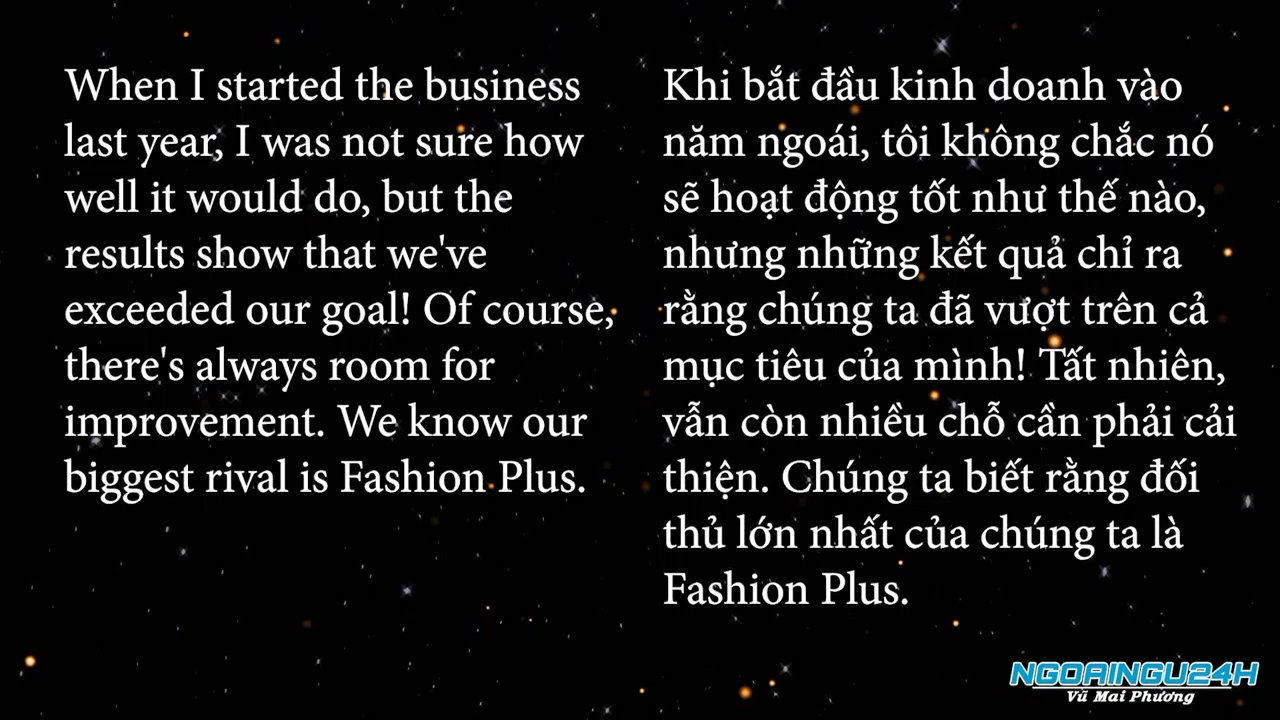 When I started the business
last year, I was not sure how
well it would do, but the
results show that we've
exceeded our goal! Of course,
there's always room for
improvement. We know our
biggest rival is Fashion Plus.
Khi bắt đầu kinh doanh vào
năm ngoái, tôi không chắc nó
sẽ hoạt động tốt như thế nào,
nhưng những kết quả chỉ ra
rằng chúng ta đã vượt trên cả
mục tiêu của mình! Tất nhiên,
vẫn còn nhiều chỗ cần phải cải
thiện. Chúng ta biết rằng đối
thủ lớn nhất của chúng ta là
Fashion Plus.
NGOAINGU24H
Vũ Mai Phương